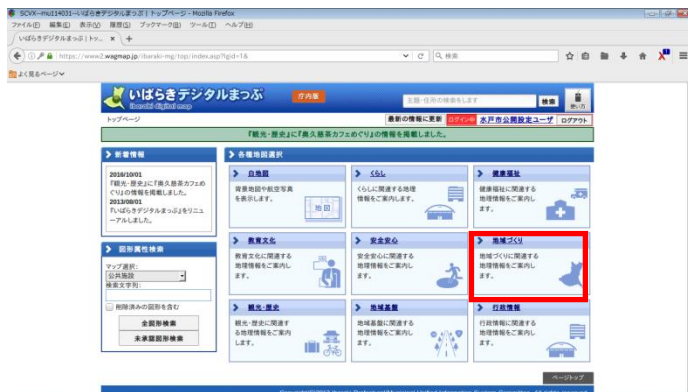 SCVX--mu114031--いばらきデジタルまっぷ | トップページ - Mozilla Firefox
ファイル(F) 編集(E) 表示(V) 履歴(S) ブックマーク(B) ツール(T) ヘルプ(H)
いばらきデジタルまっぷ | トッ... × +
https://www2.wagmap.jp/ibaraki-mg/top/index.asp?lgid=1& 検索
よく見るページ
いばらきデジタルまっぷ 庁内版 主題・住所の検索をします 検索 使い方
ibaraki digital map
トップページ 最新の情報に更新 ログイン中 水戸市公開設定ユーザ ログアウト
『観光・歴史』に『奥久慈茶カフェめぐり』の情報を掲載しました。
新着情報
2016/10/01
『観光・歴史』に『奥久慈茶カフェめ
ぐり』の情報を掲載しました。
2013/08/01
『いばらきデジタルまっぷ』をリニュ
ーアルしました。
図形属性検索
マップ選択:
公共施設
検索文字列:
削除済みの図形を含む
全図形検索
未承認図形検索
各種地図選択
白地図
背景地図や航空写真
を表示します。
地図
くらし
くらしに関連する地理
情報をご案内します。
健康福祉
健康福祉に関連する
地理情報をご案内し
ます。
教育文化
教育文化に関連する
地理情報をご案内し
ます。
安全安心
安全安心に関連する
地理情報をご案内し
ます。
地域づくり
地域づくりに関連する
地理情報をご案内し
ます。
観光・歴史
観光・歴史に関連す
る地理情報をご案内
します。
地域基盤
地域基盤に関連する
地理情報をご案内し
ます。
行政情報
行政情報に関連する
地理情報をご案内し
ます。
ページトップ